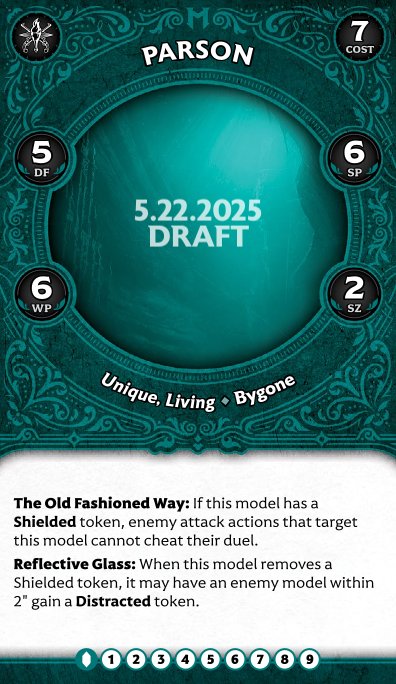 PARSON
7
COST
5
DF
6
SP
5.22.2025
DRAFT
6
WP
2
SZ
Unique, Living ⬥ Bygone
The Old Fashioned Way: If this model has a
Shielded token, enemy attack actions that target
this model cannot cheat their duel.
Reflective Glass: When this model removes a
Shielded token, it may have an enemy model within
2" gain a Distracted token.
1 2 3 4 5 6 7 8 9